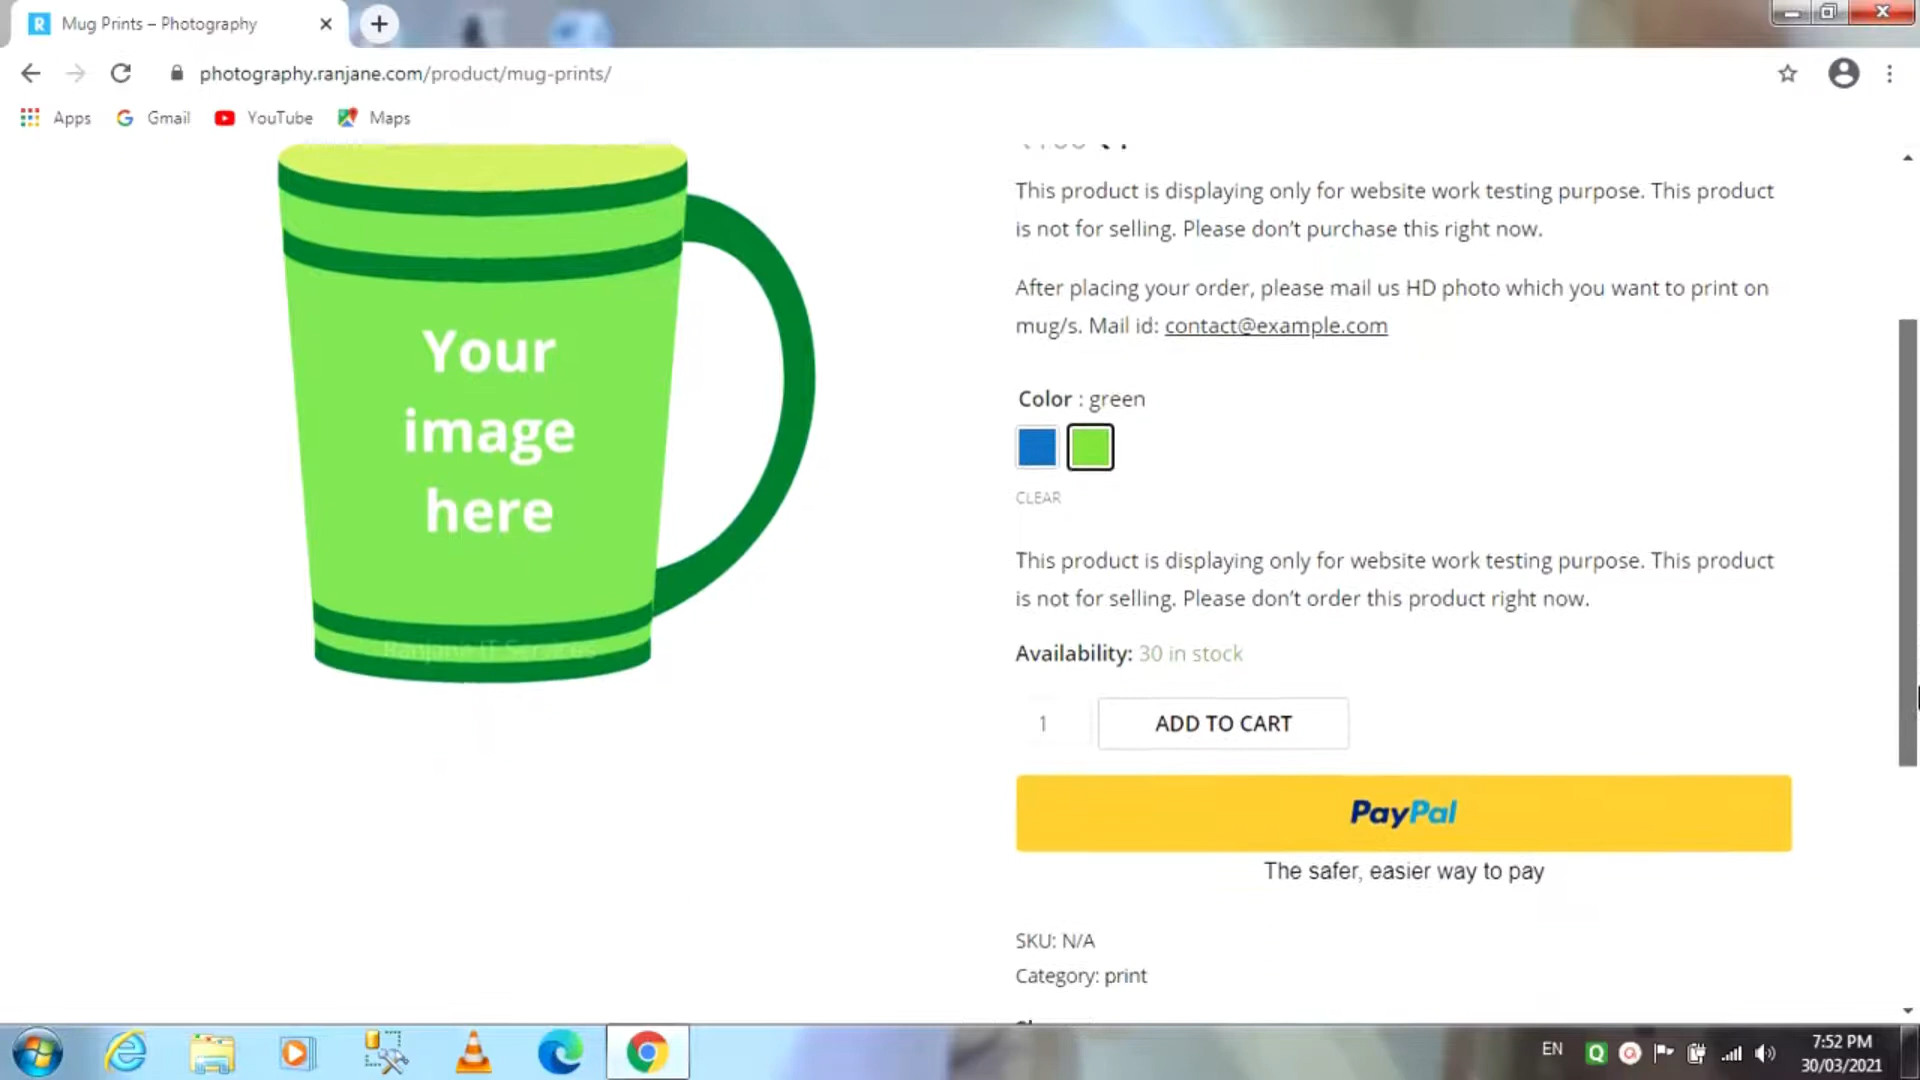 R Mug Prints – Photography
photography.ranjane.com/product/mug-prints/
Apps Gmail YouTube Maps
This product is displaying only for website work testing purpose. This product
is not for selling. Please don’t purchase this right now.
After placing your order, please mail us HD photo which you want to print on
mug/s. Mail id: contact@example.com
Your
image
here
Color : green
CLEAR
This product is displaying only for website work testing purpose. This product
is not for selling. Please don’t order this product right now.
Ranjane IT Services
Availability: 30 in stock
1 ADD TO CART
PayPal
The safer, easier way to pay
SKU: N/A
Category: print
EN
7:52 PM
30/03/2021